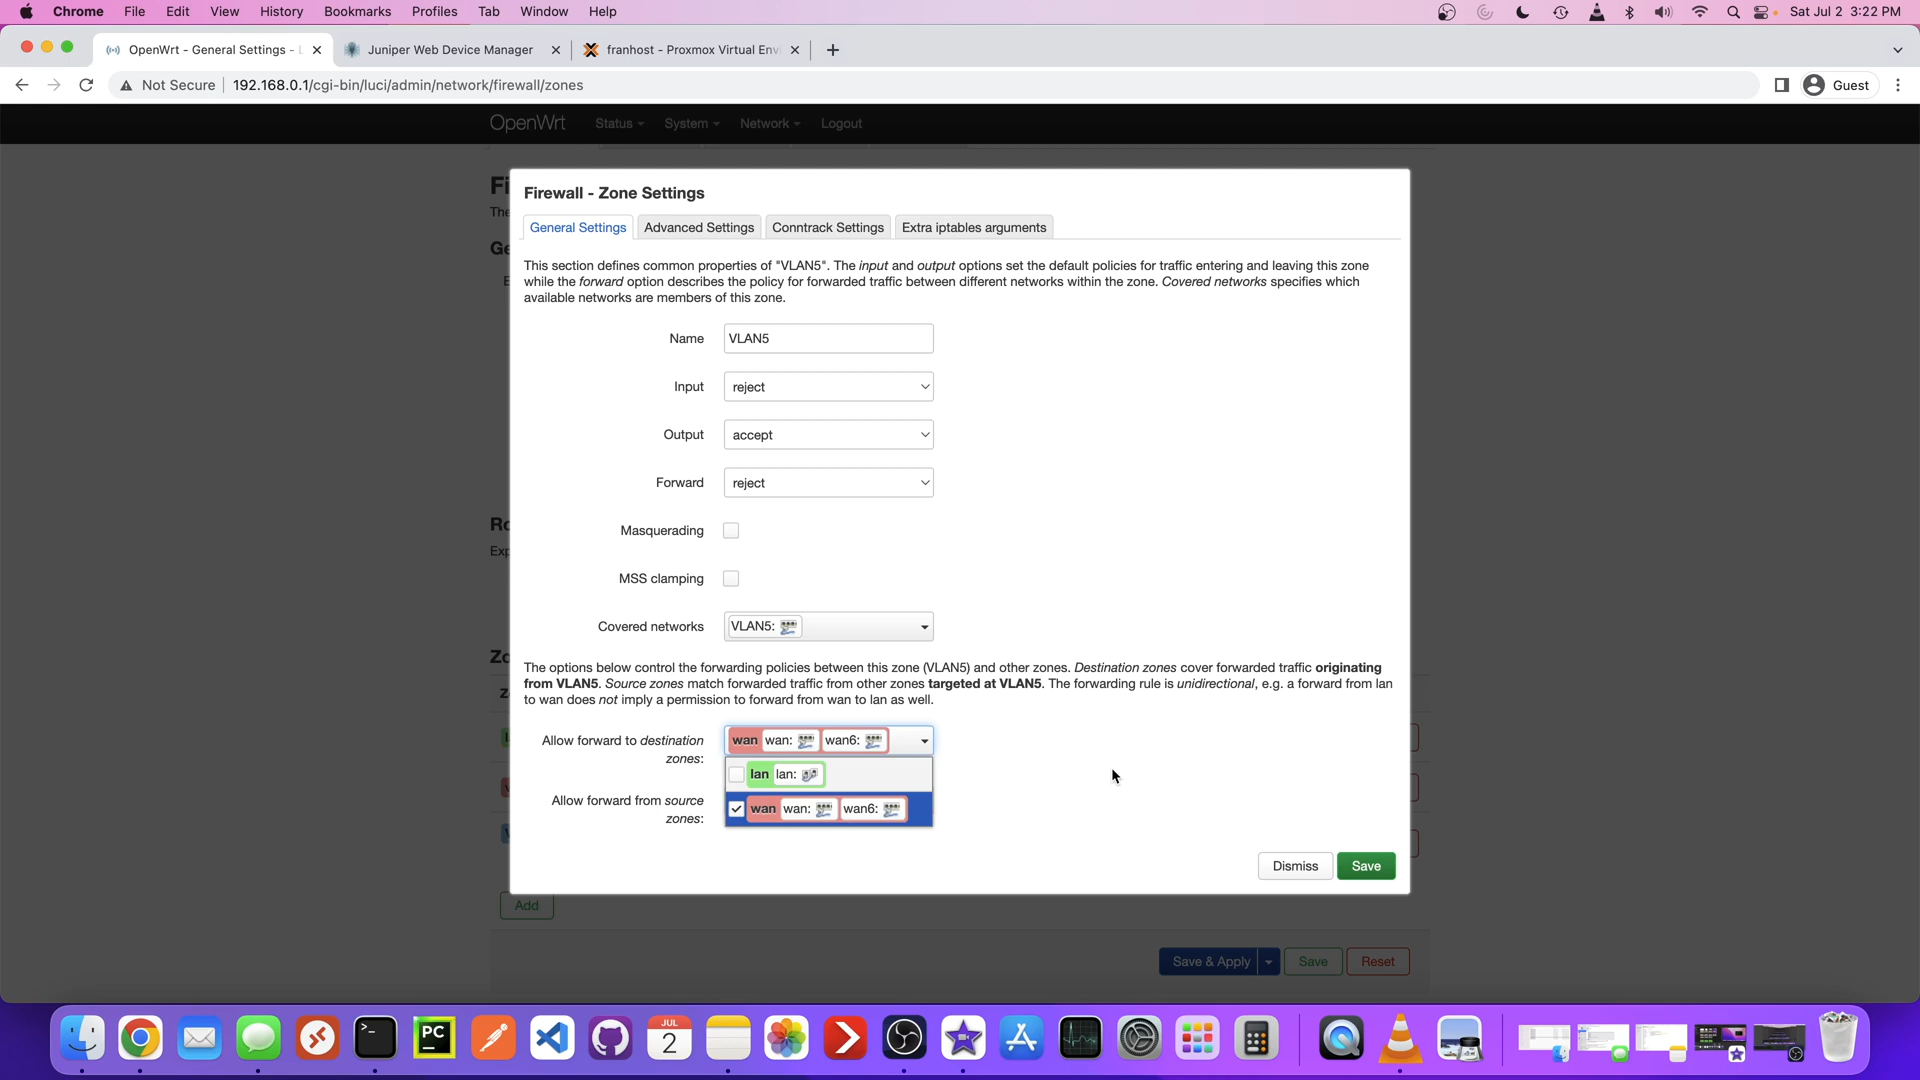 Chrome File Edit View History Bookmarks Profiles Tab Window Help Sat Jul 2 3:22 PM
OpenWrt - General Settings - Juniper Web Device Manager franhost - Proxmox Virtual Envi
Not Secure 192.168.0.1/cgi-bin/luci/admin/network/firewall/zones Guest
OpenWrt Status System Network Logout
Firewall - Zone Settings
General Settings Advanced Settings Conntrack Settings Extra iptables arguments
This section defines common properties of "VLAN5". The input and output options set the default policies for traffic entering and leaving this zone
while the forward option describes the policy for forwarded traffic between different networks within the zone. Covered networks specifies which
available networks are members of this zone.
Name VLAN5
Input reject
Output accept
Forward reject
Masquerading
MSS clamping
Covered networks VLAN5:
The options below control the forwarding policies between this zone (VLAN5) and other zones. Destination zones cover forwarded traffic originating
from VLAN5. Source zones match forwarded traffic from other zones targeted at VLAN5. The forwarding rule is unidirectional, e.g. a forward from lan
to wan does not imply a permission to forward from wan to lan as well.
Allow forward to destination
zones:
wan wan: wan6:
lan lan:
wan wan: wan6:
Allow forward from source
zones:
Dismiss Save
Add
Save & Apply Save Reset
PC
JUL
2